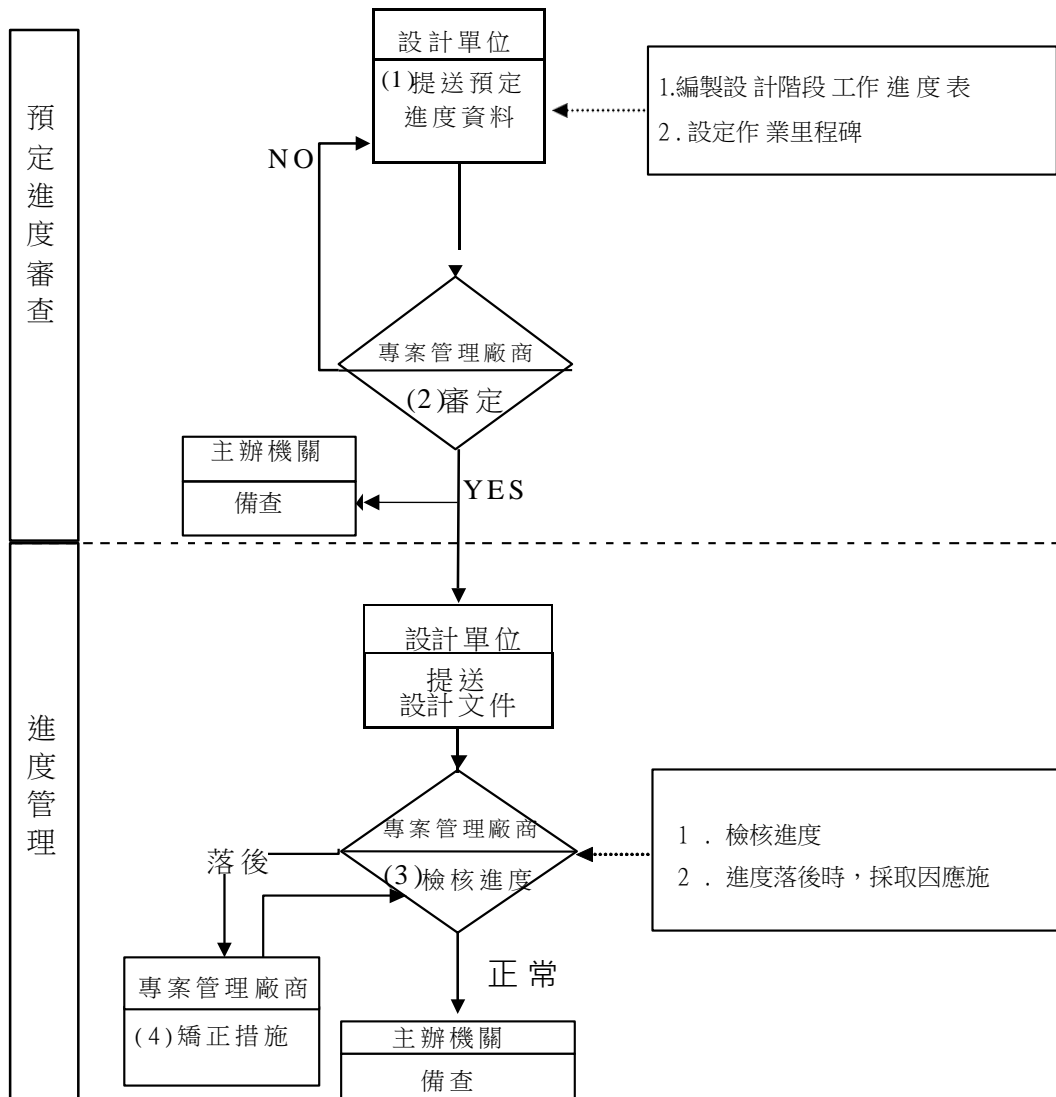 預定進度審查
設計單位
(1)提送預定
進度資料
1.編製設計階段工作進度表
2.設定作業里程碑
NO
專案管理廠商
(2)審定
主辦機關
備查
YES
進度管理
設計單位
提送
設計文件
專案管理廠商
(3)檢核進度
1．檢核進度
2．進度落後時，採取因應施
落後
正常
專案管理廠商
(4)矯正措施
主辦機關
備查